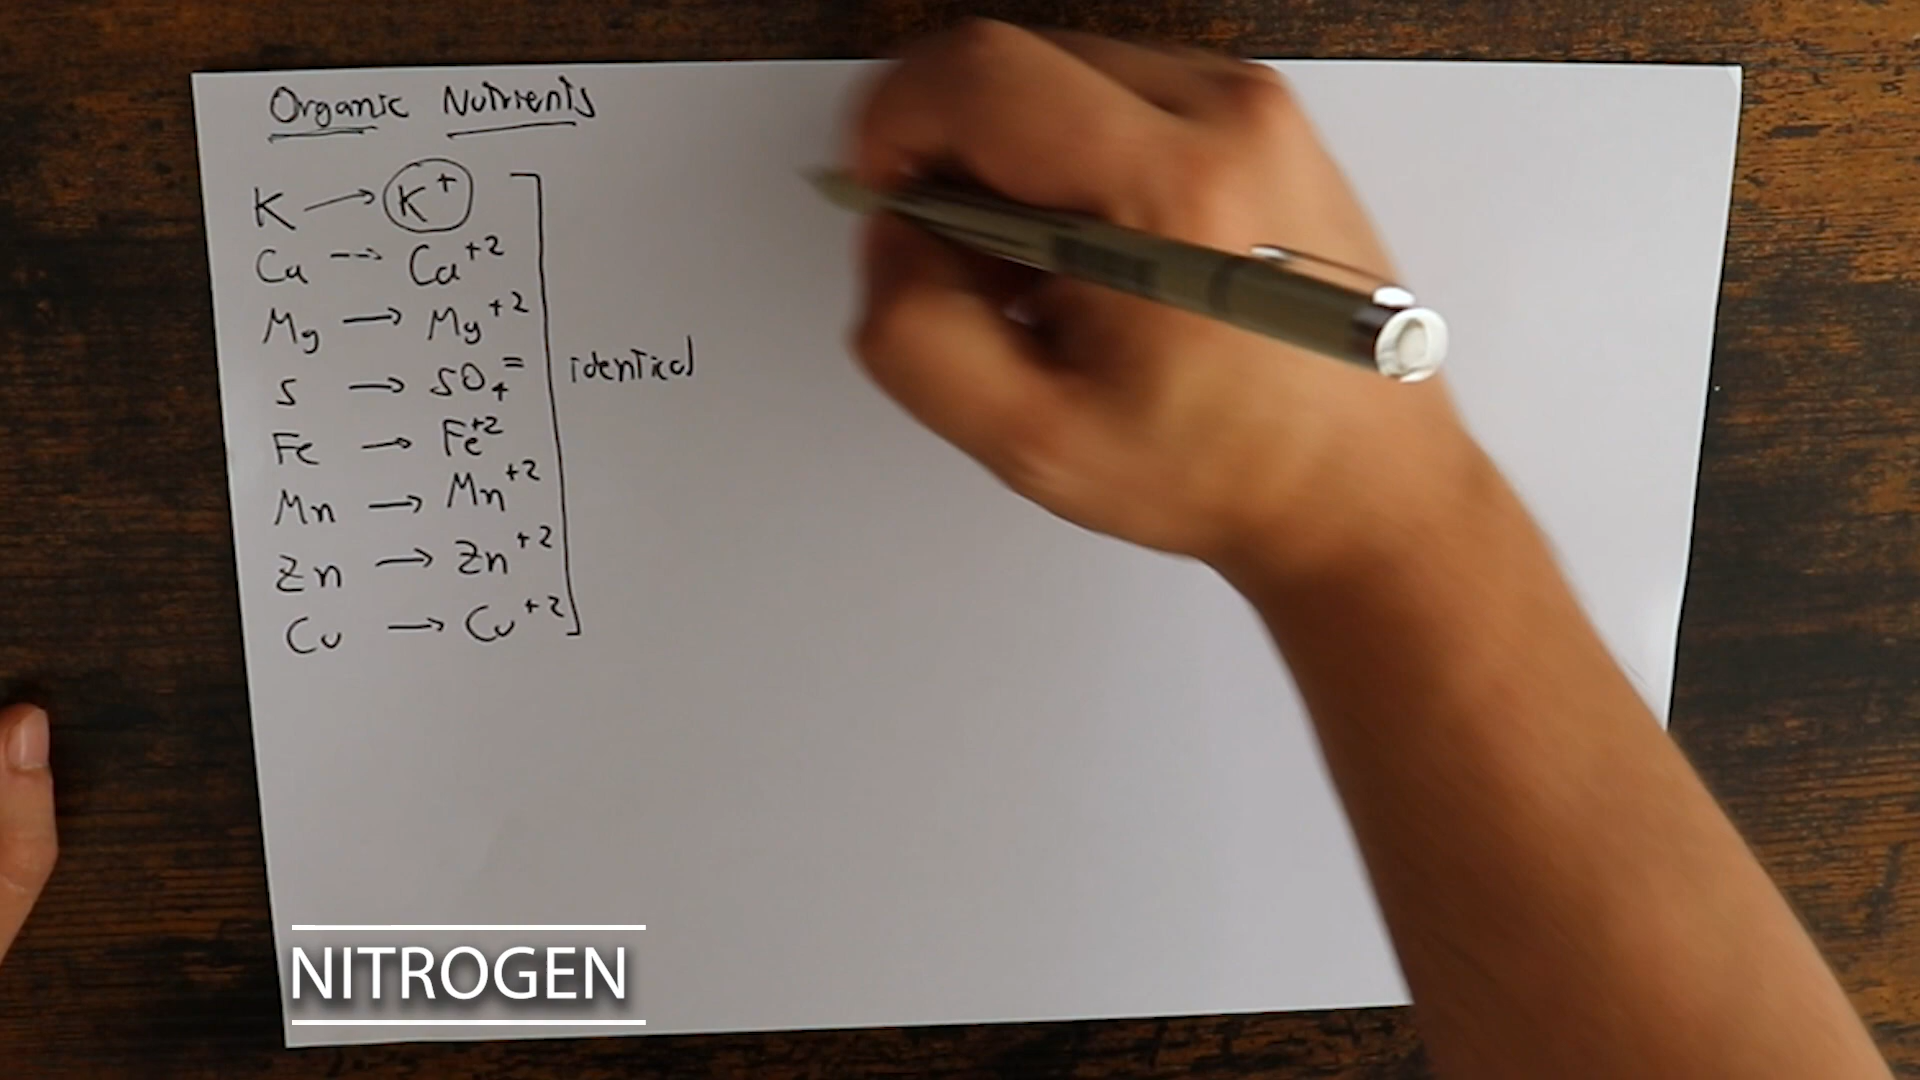 Organic Nutrients
K → K⁺
Ca --> Ca⁺²
Mg → Mg⁺²
S → SO₄⁼
Fe → Fe⁺²
Mn → Mn⁺²
Zn → Zn⁺²
Cu → Cu⁺²
identical
NITROGEN